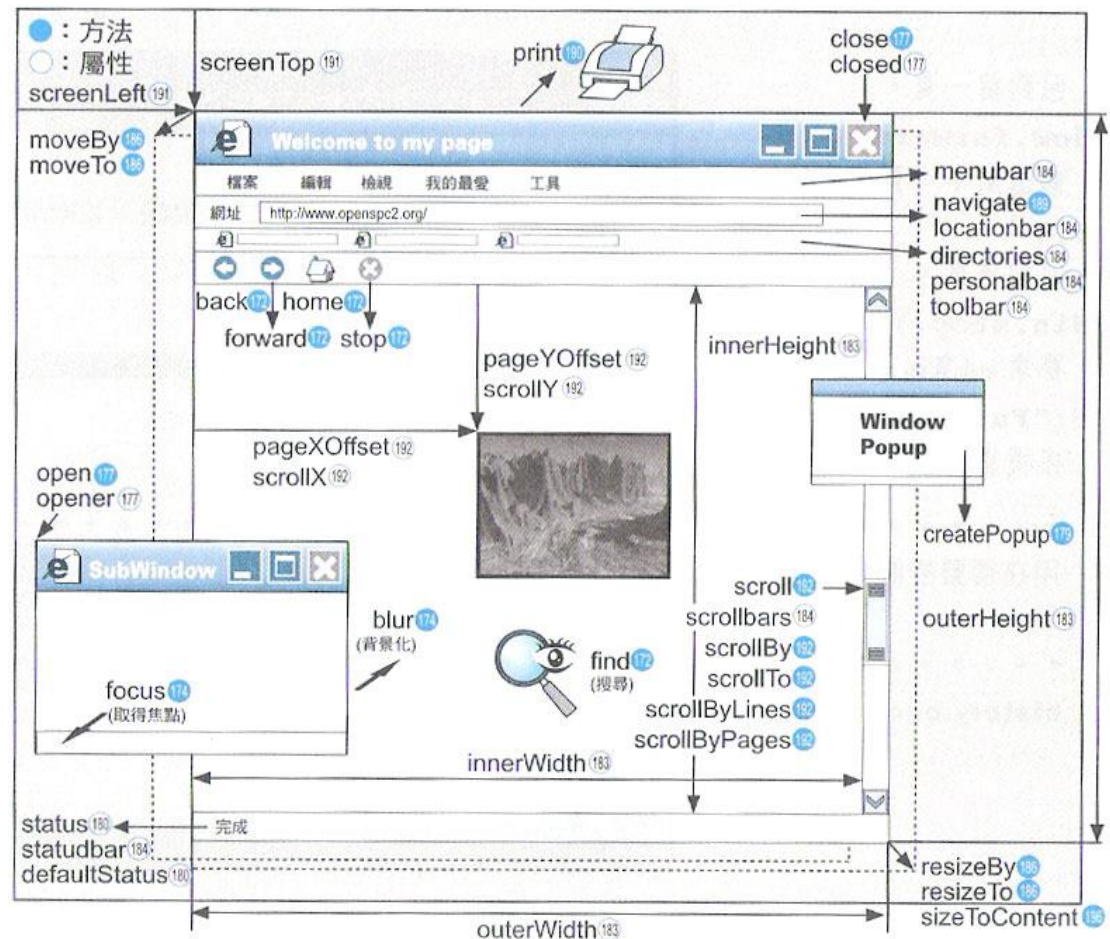 ：方法
：屬性
screenTop 191
screenLeft 191
print 190
close 177
closed 177
moveBy 186
moveTo 186
Welcome to my page
檔案 編輯 檢視 我的最愛 工具
網址 http://www.openspc2.org/
menubar 184
navigate 189
locationbar 184
directories 184
personalbar 184
toolbar 184
back 172 home 172
forward 172 stop 172
pageYOffset 192
scrollY 192
innerHeight 183
pageXOffset 192
scrollX 192
Window
Popup
createPopup 179
open 177
opener 177
SubWindow
blur 174
(背景化)
focus 174
(取得焦點)
find 172
(搜尋)
scroll 192
scrollbars 184
scrollBy 192
scrollTo 192
scrollByLines 192
scrollByPages 192
outerHeight 183
innerWidth 183
status 180
完成
statudbar 184
defaultStatus 180
resizeBy 186
resizeTo 186
sizeToContent 196
outerWidth 183